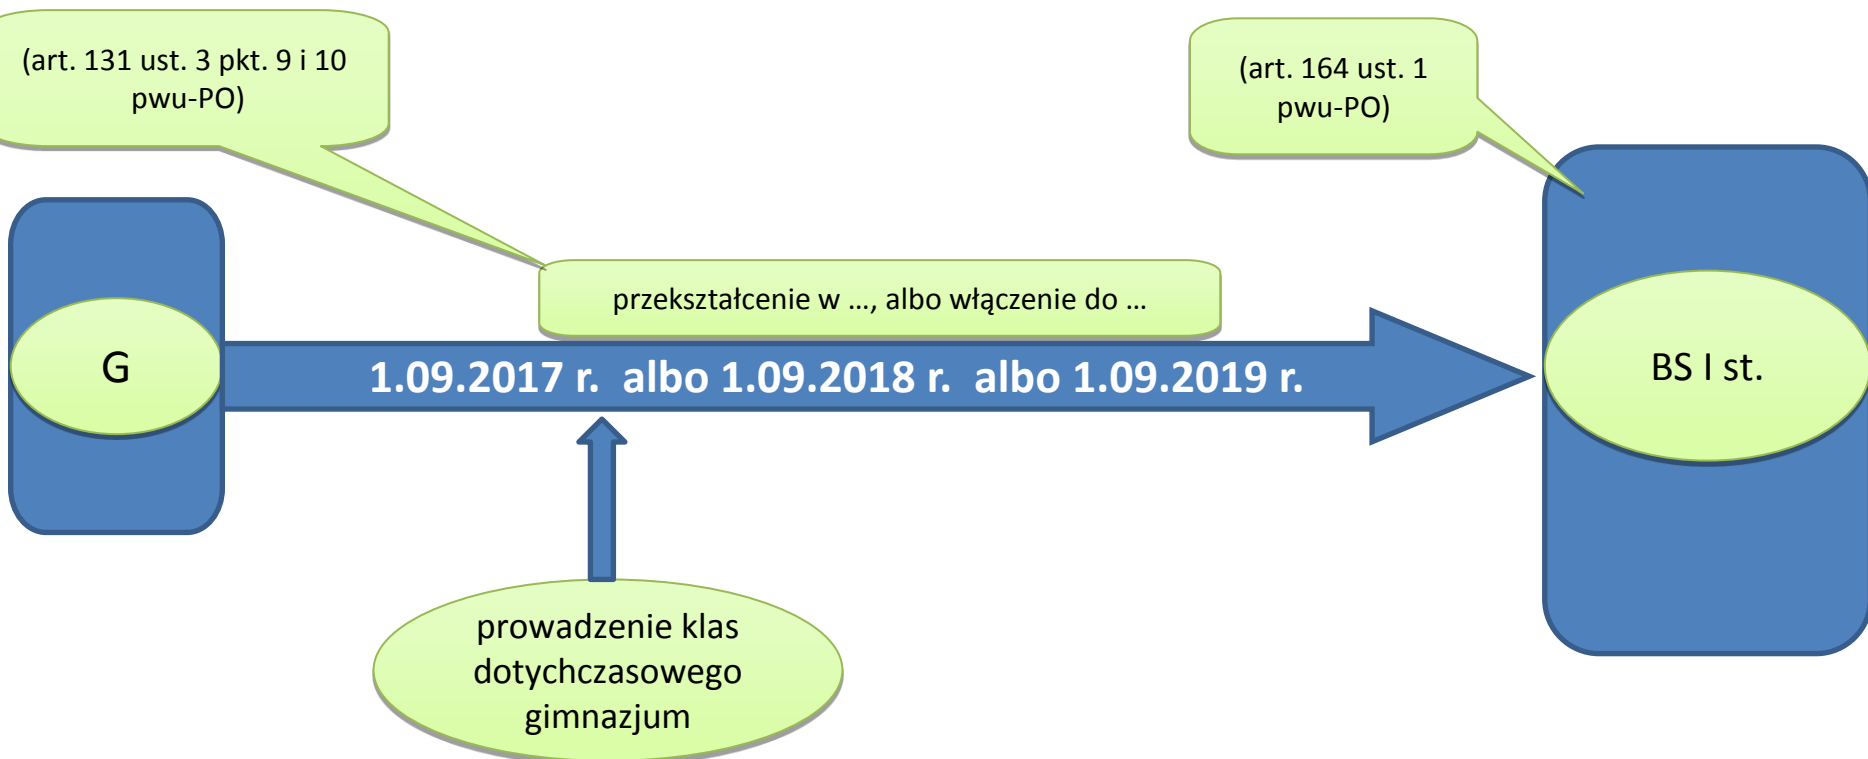 (art. 131 ust. 3 pkt. 9 i 10
pwu-PO)
(art. 164 ust. 1
pwu-PO)
przekształcenie w ..., albo włączenie do ...
G
1.09.2017 r. albo 1.09.2018 r. albo 1.09.2019 r.
BS I st.
prowadzenie klas
dotychczasowego
gimnazjum